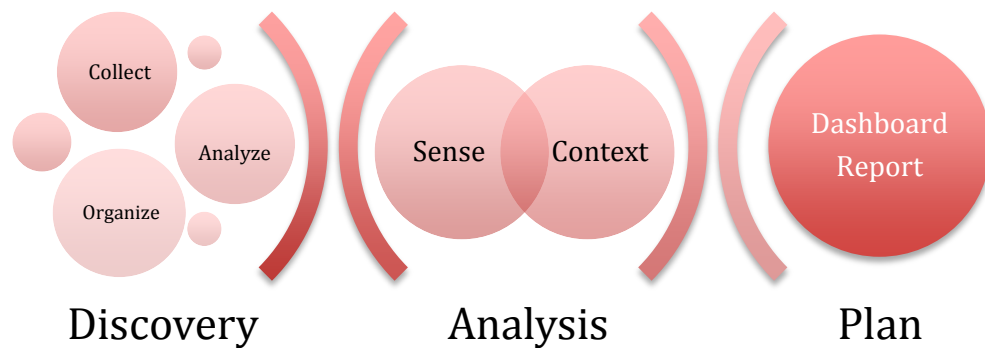 Collect
Analyze
Organize
Sense
Context
Dashboard
Report
Discovery
Analysis
Plan